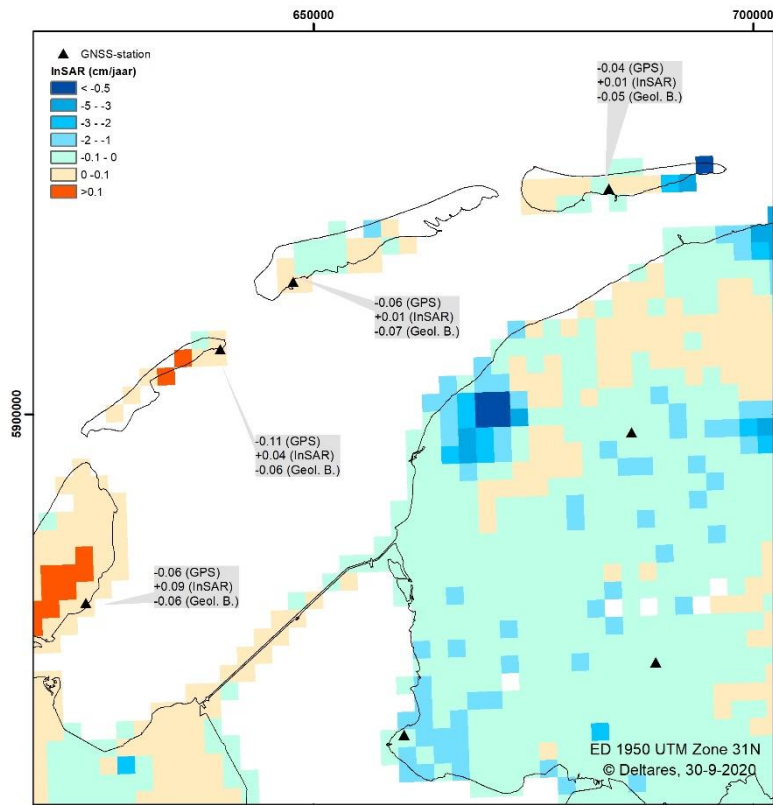 650000
700000
5900000
GNSS-station
InSAR (cm/jaar)
< -0.5
-5 - -3
-3 - -2
-2 - -1
-0.1 - 0
0 -0.1
>0.1
-0.04 (GPS)
+0.01 (InSAR)
-0.05 (Geol. B.)
-0.06 (GPS)
+0.01 (InSAR)
-0.07 (Geol. B.)
-0.11 (GPS)
+0.04 (InSAR)
-0.06 (Geol. B.)
-0.06 (GPS)
+0.09 (InSAR)
-0.06 (Geol. B.)
ED 1950 UTM Zone 31N
© Deltares, 30-9-2020